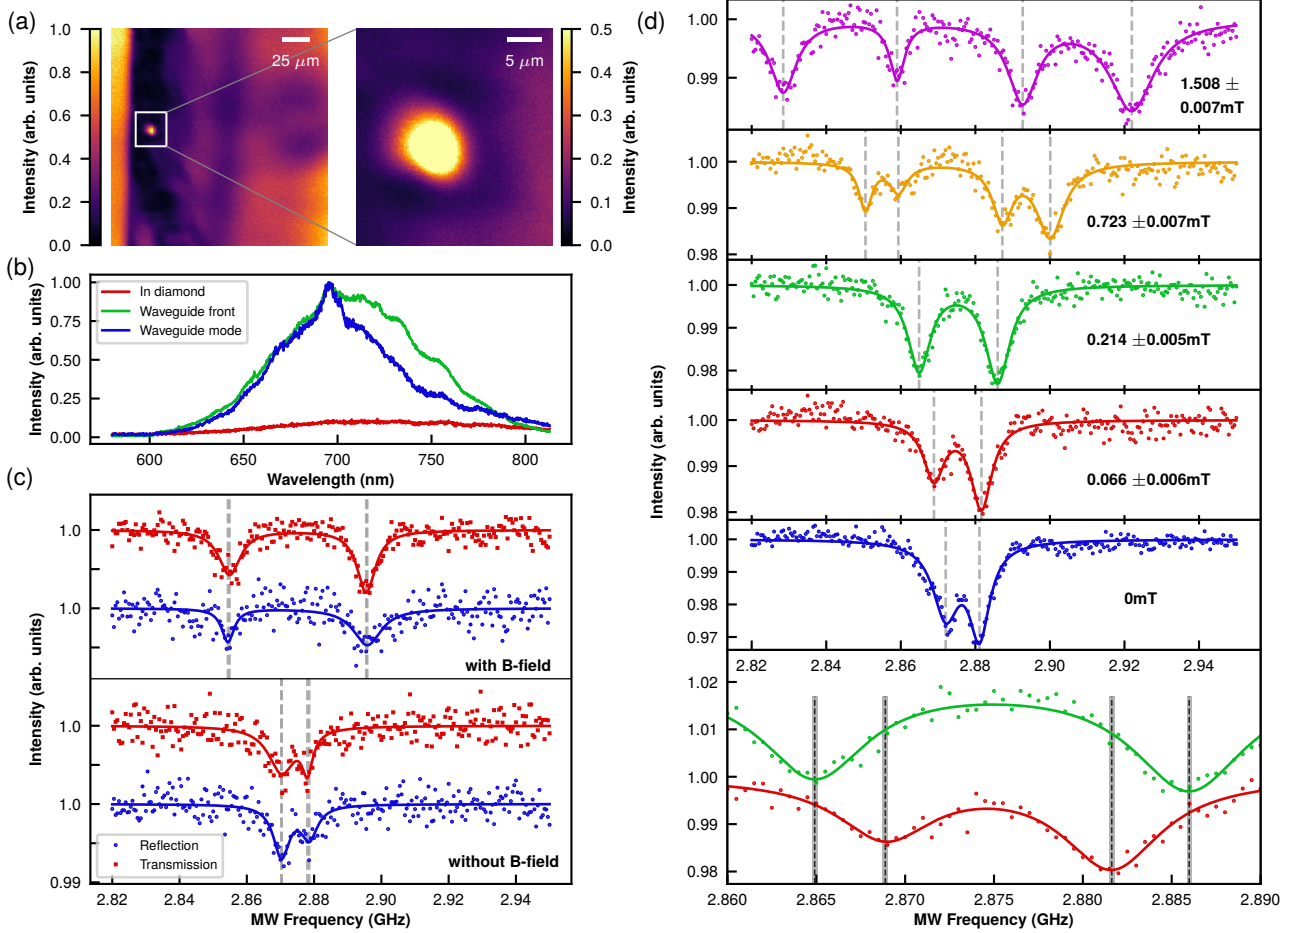 (a)
1.0
0.8
0.6
0.4
0.2
0.0
Intensity (arb. units)
25 μm
5 μm
0.5
0.4
0.3
0.2
0.1
0.0
Intensity (arb. units)
(b)
1.00
0.75
0.50
0.25
0.00
Intensity (arb. units)
In diamond
Waveguide front
Waveguide mode
600
650
700
750
800
Wavelength (nm)
(c)
1.0
1.0
with B-field
1.0
1.0
0.99
Intensity (arb. units)
Reflection
Transmission
without B-field
2.82
2.84
2.86
2.88
2.90
2.92
2.94
MW Frequency (GHz)
(d)
1.00
0.99
1.508 ±
0.007mT
1.00
0.99
0.98
0.723 ±0.007mT
1.00
0.99
0.98
0.214 ±0.005mT
1.00
0.99
0.98
0.066 ±0.006mT
Intensity (arb. units)
1.00
0.99
0.98
0.97
0mT
2.82
2.84
2.86
2.88
2.90
2.92
2.94
1.02
1.01
1.00
0.99
0.98
2.860
2.865
2.870
2.875
2.880
2.885
2.890
MW Frequency (GHz)